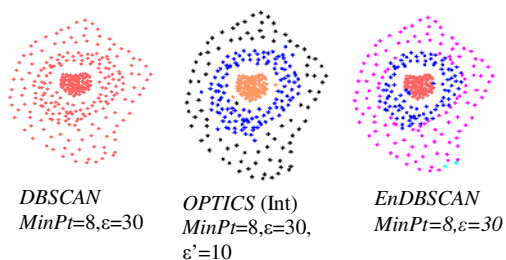 DBSCAN
MinPt=8,ε=30
OPTICS (Int)
MinPt=8,ε=30,
ε’=10
EnDBSCAN
MinPt=8,ε=30